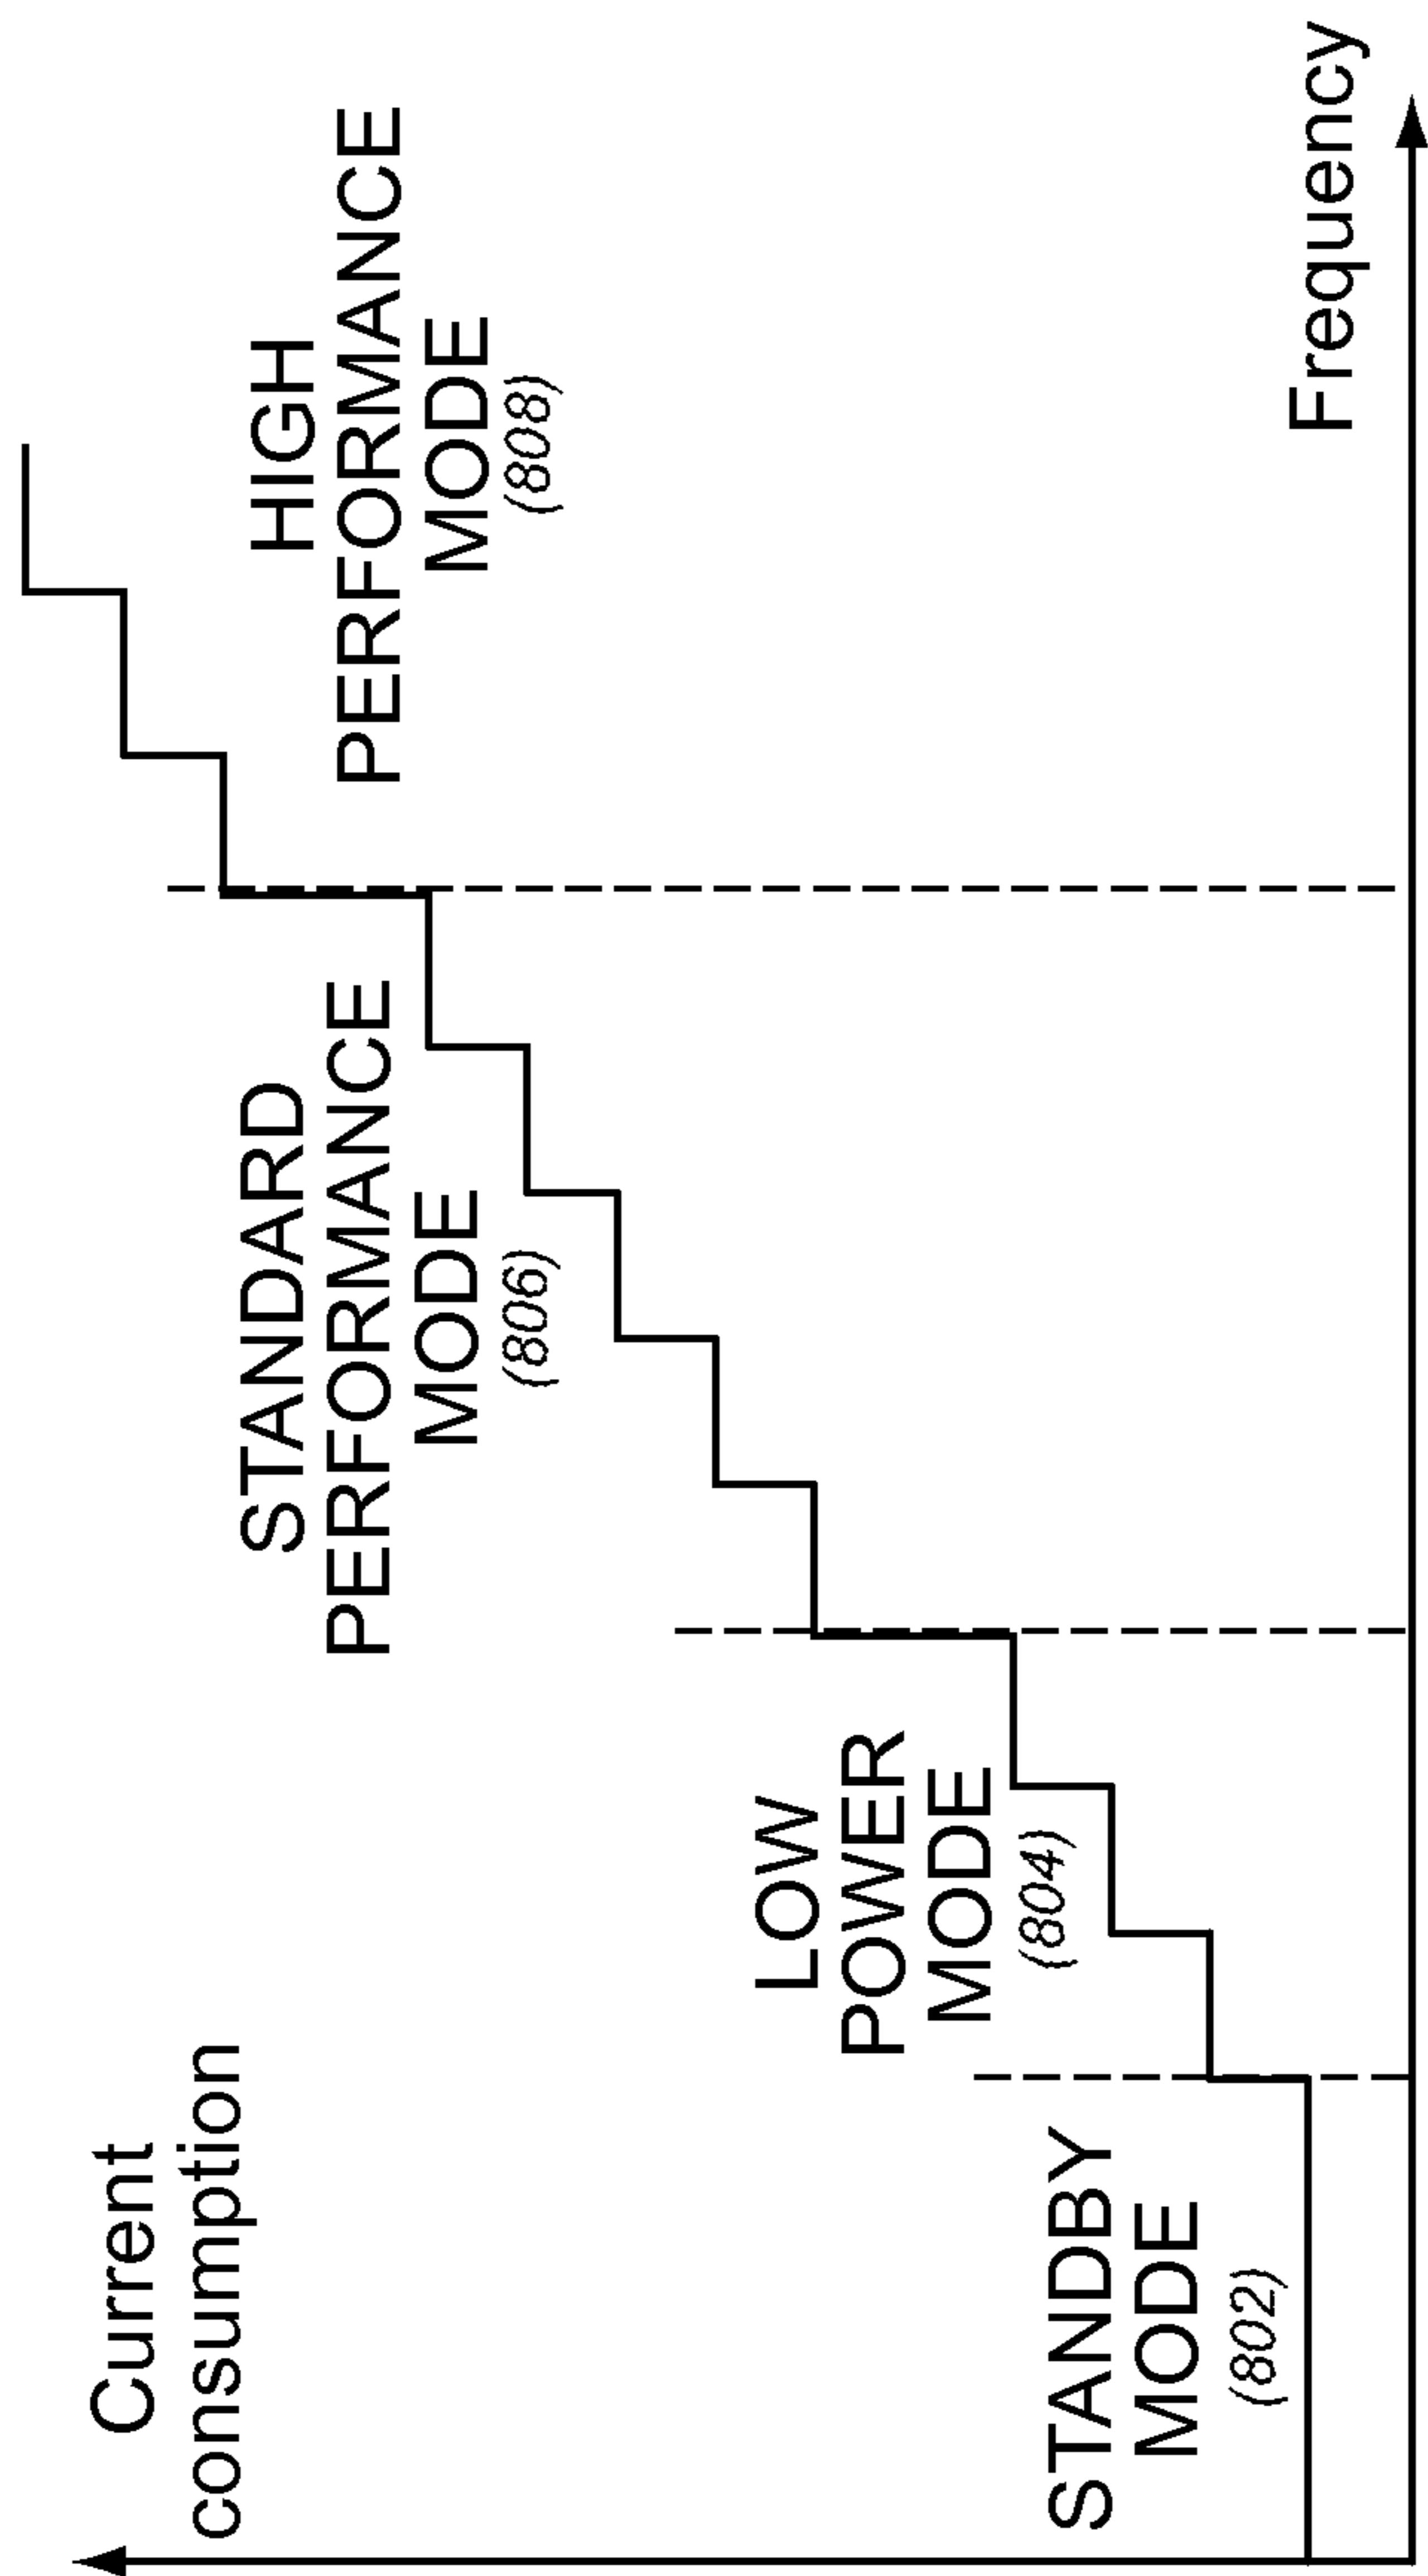 Current
consumption
STANDBY
MODE
(802)
LOW
POWER
MODE
(804)
STANDARD
PERFORMANCE
MODE
(806)
HIGH
PERFORMANCE
MODE
(808)
Frequency